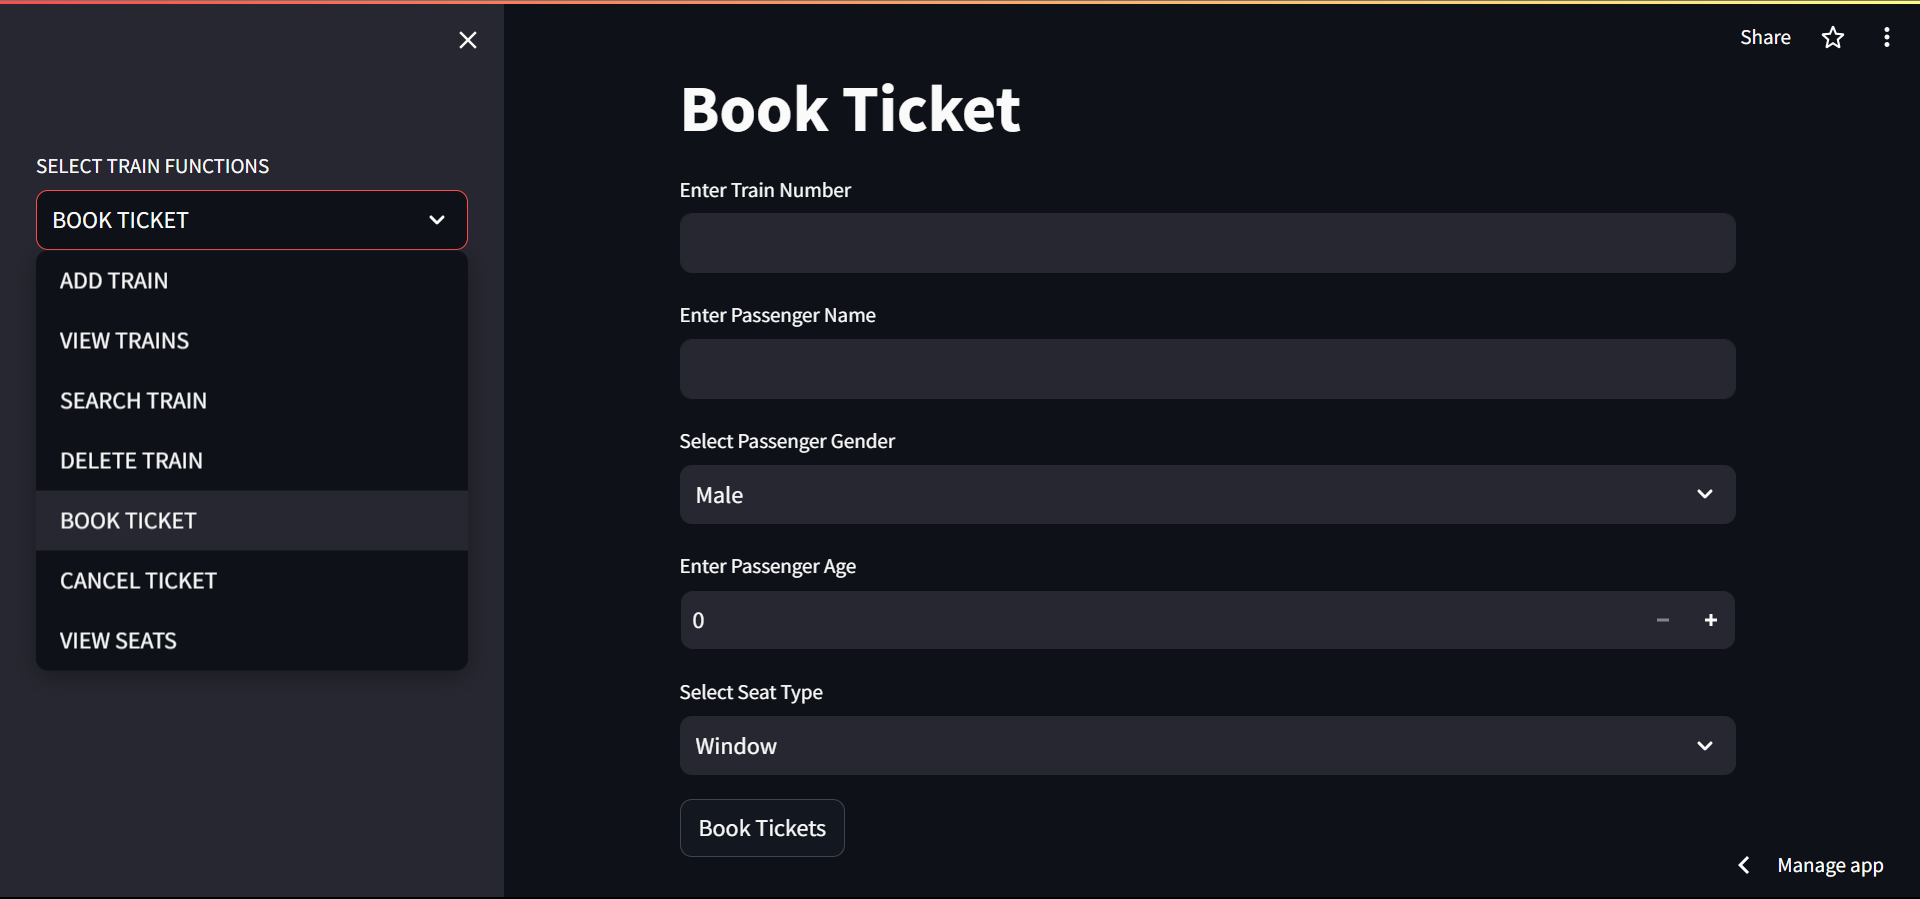 SELECT TRAIN FUNCTIONS
BOOK TICKET
ADD TRAIN
VIEW TRAINS
SEARCH TRAIN
DELETE TRAIN
BOOK TICKET
CANCEL TICKET
VIEW SEATS
Share
Book Ticket
Enter Train Number
Enter Passenger Name
Select Passenger Gender
Male
Enter Passenger Age
0
Select Seat Type
Window
Book Tickets
Manage app